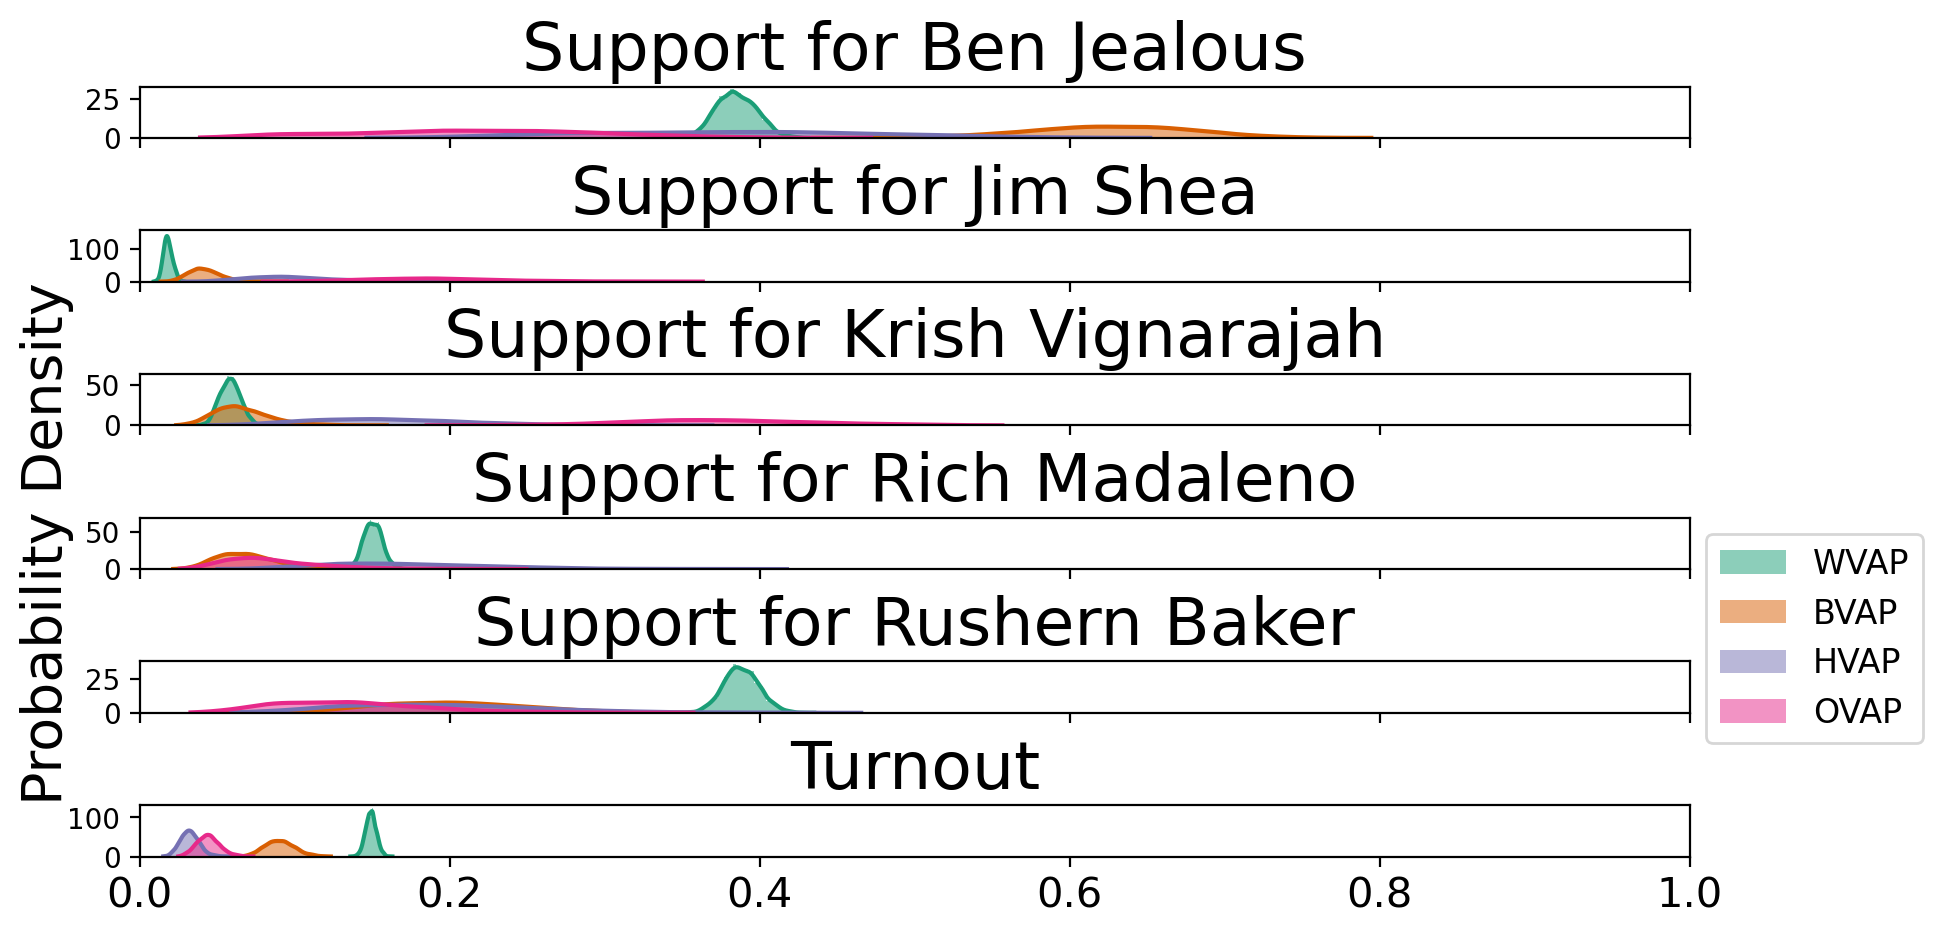 Support for Ben Jealous
25
0
Support for Jim Shea
100
0
Support for Krish Vignarajah
50
0
Support for Rich Madaleno
50
0
Support for Rushern Baker
25
0
Turnout
100
0
0.0 0.2 0.4 0.6 0.8 1.0
Probability Density
WVAP
BVAP
HVAP
OVAP